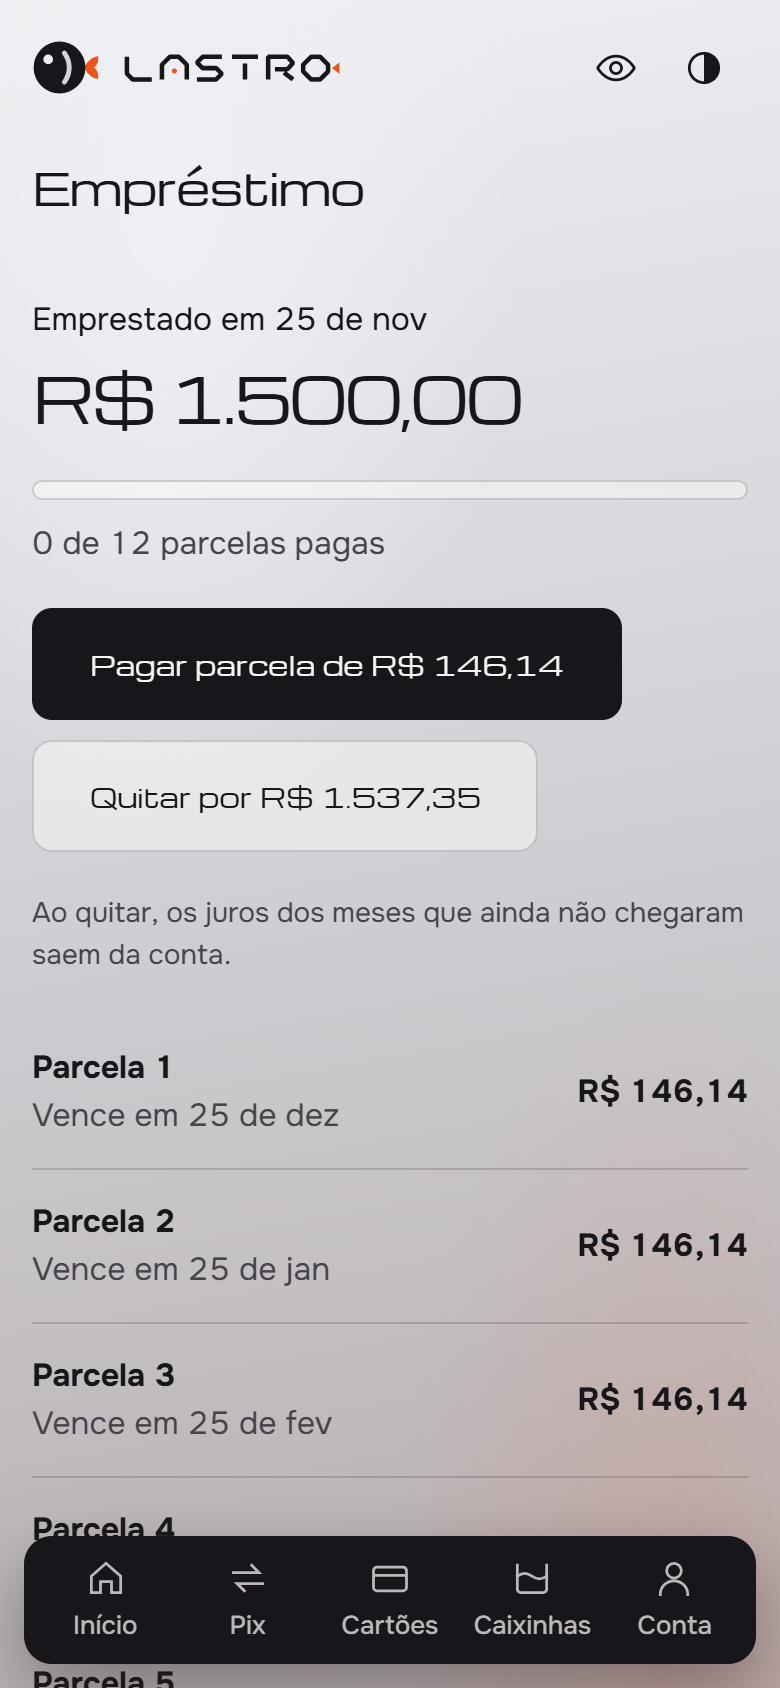 LASTRO
Empréstimo
Emprestado em 25 de nov
R$ 1.500,00
0 de 12 parcelas pagas
Pagar parcela de R$ 146,14
Quitar por R$ 1.537,35
Ao quitar, os juros dos meses que ainda não chegaram
saem da conta.
Parcela 1
Vence em 25 de dez
R$ 146,14
Parcela 2
Vence em 25 de jan
R$ 146,14
Parcela 3
Vence em 25 de fev
R$ 146,14
Parcela 4
Início
Pix
Cartões
Caixinhas
Conta
Parcela 5